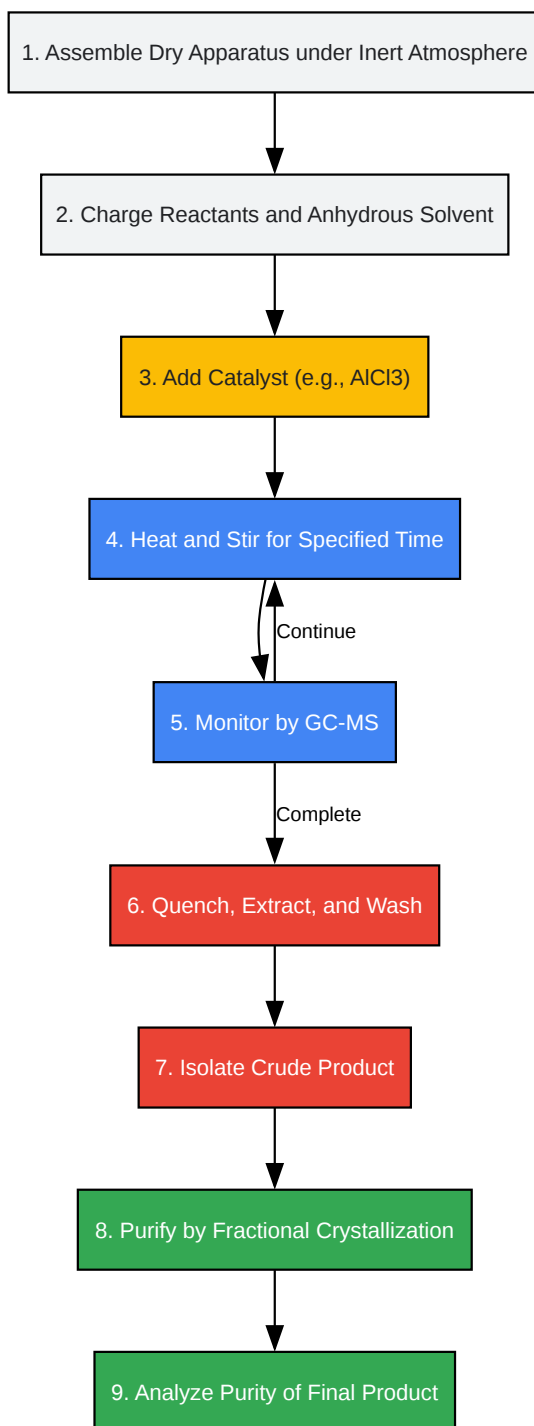 1. Assemble Dry Apparatus under Inert Atmosphere
2. Charge Reactants and Anhydrous Solvent
3. Add Catalyst (e.g., AlCl3)
4. Heat and Stir for Specified Time
Continue
5. Monitor by GC-MS
Complete
6. Quench, Extract, and Wash
7. Isolate Crude Product
8. Purify by Fractional Crystallization
9. Analyze Purity of Final Product